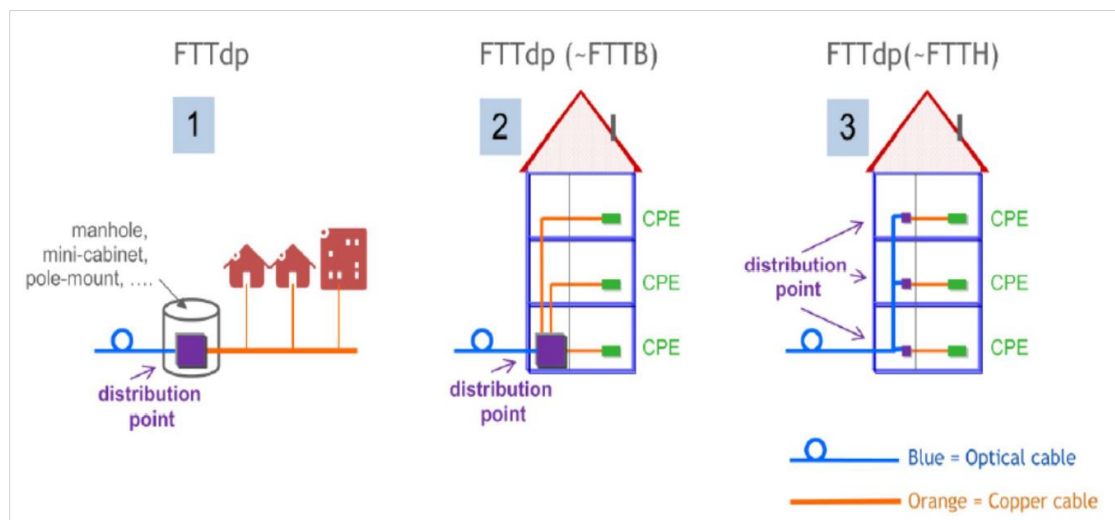 FTTdp
1
manhole,
mini-cabinet,
pole-mount, ....
distribution
point
FTTdp (~FTTB)
2
CPE
CPE
CPE
distribution
point
FTTdp(~FTTH)
3
CPE
CPE
CPE
distribution
point
Blue = Optical cable
Orange = Copper cable